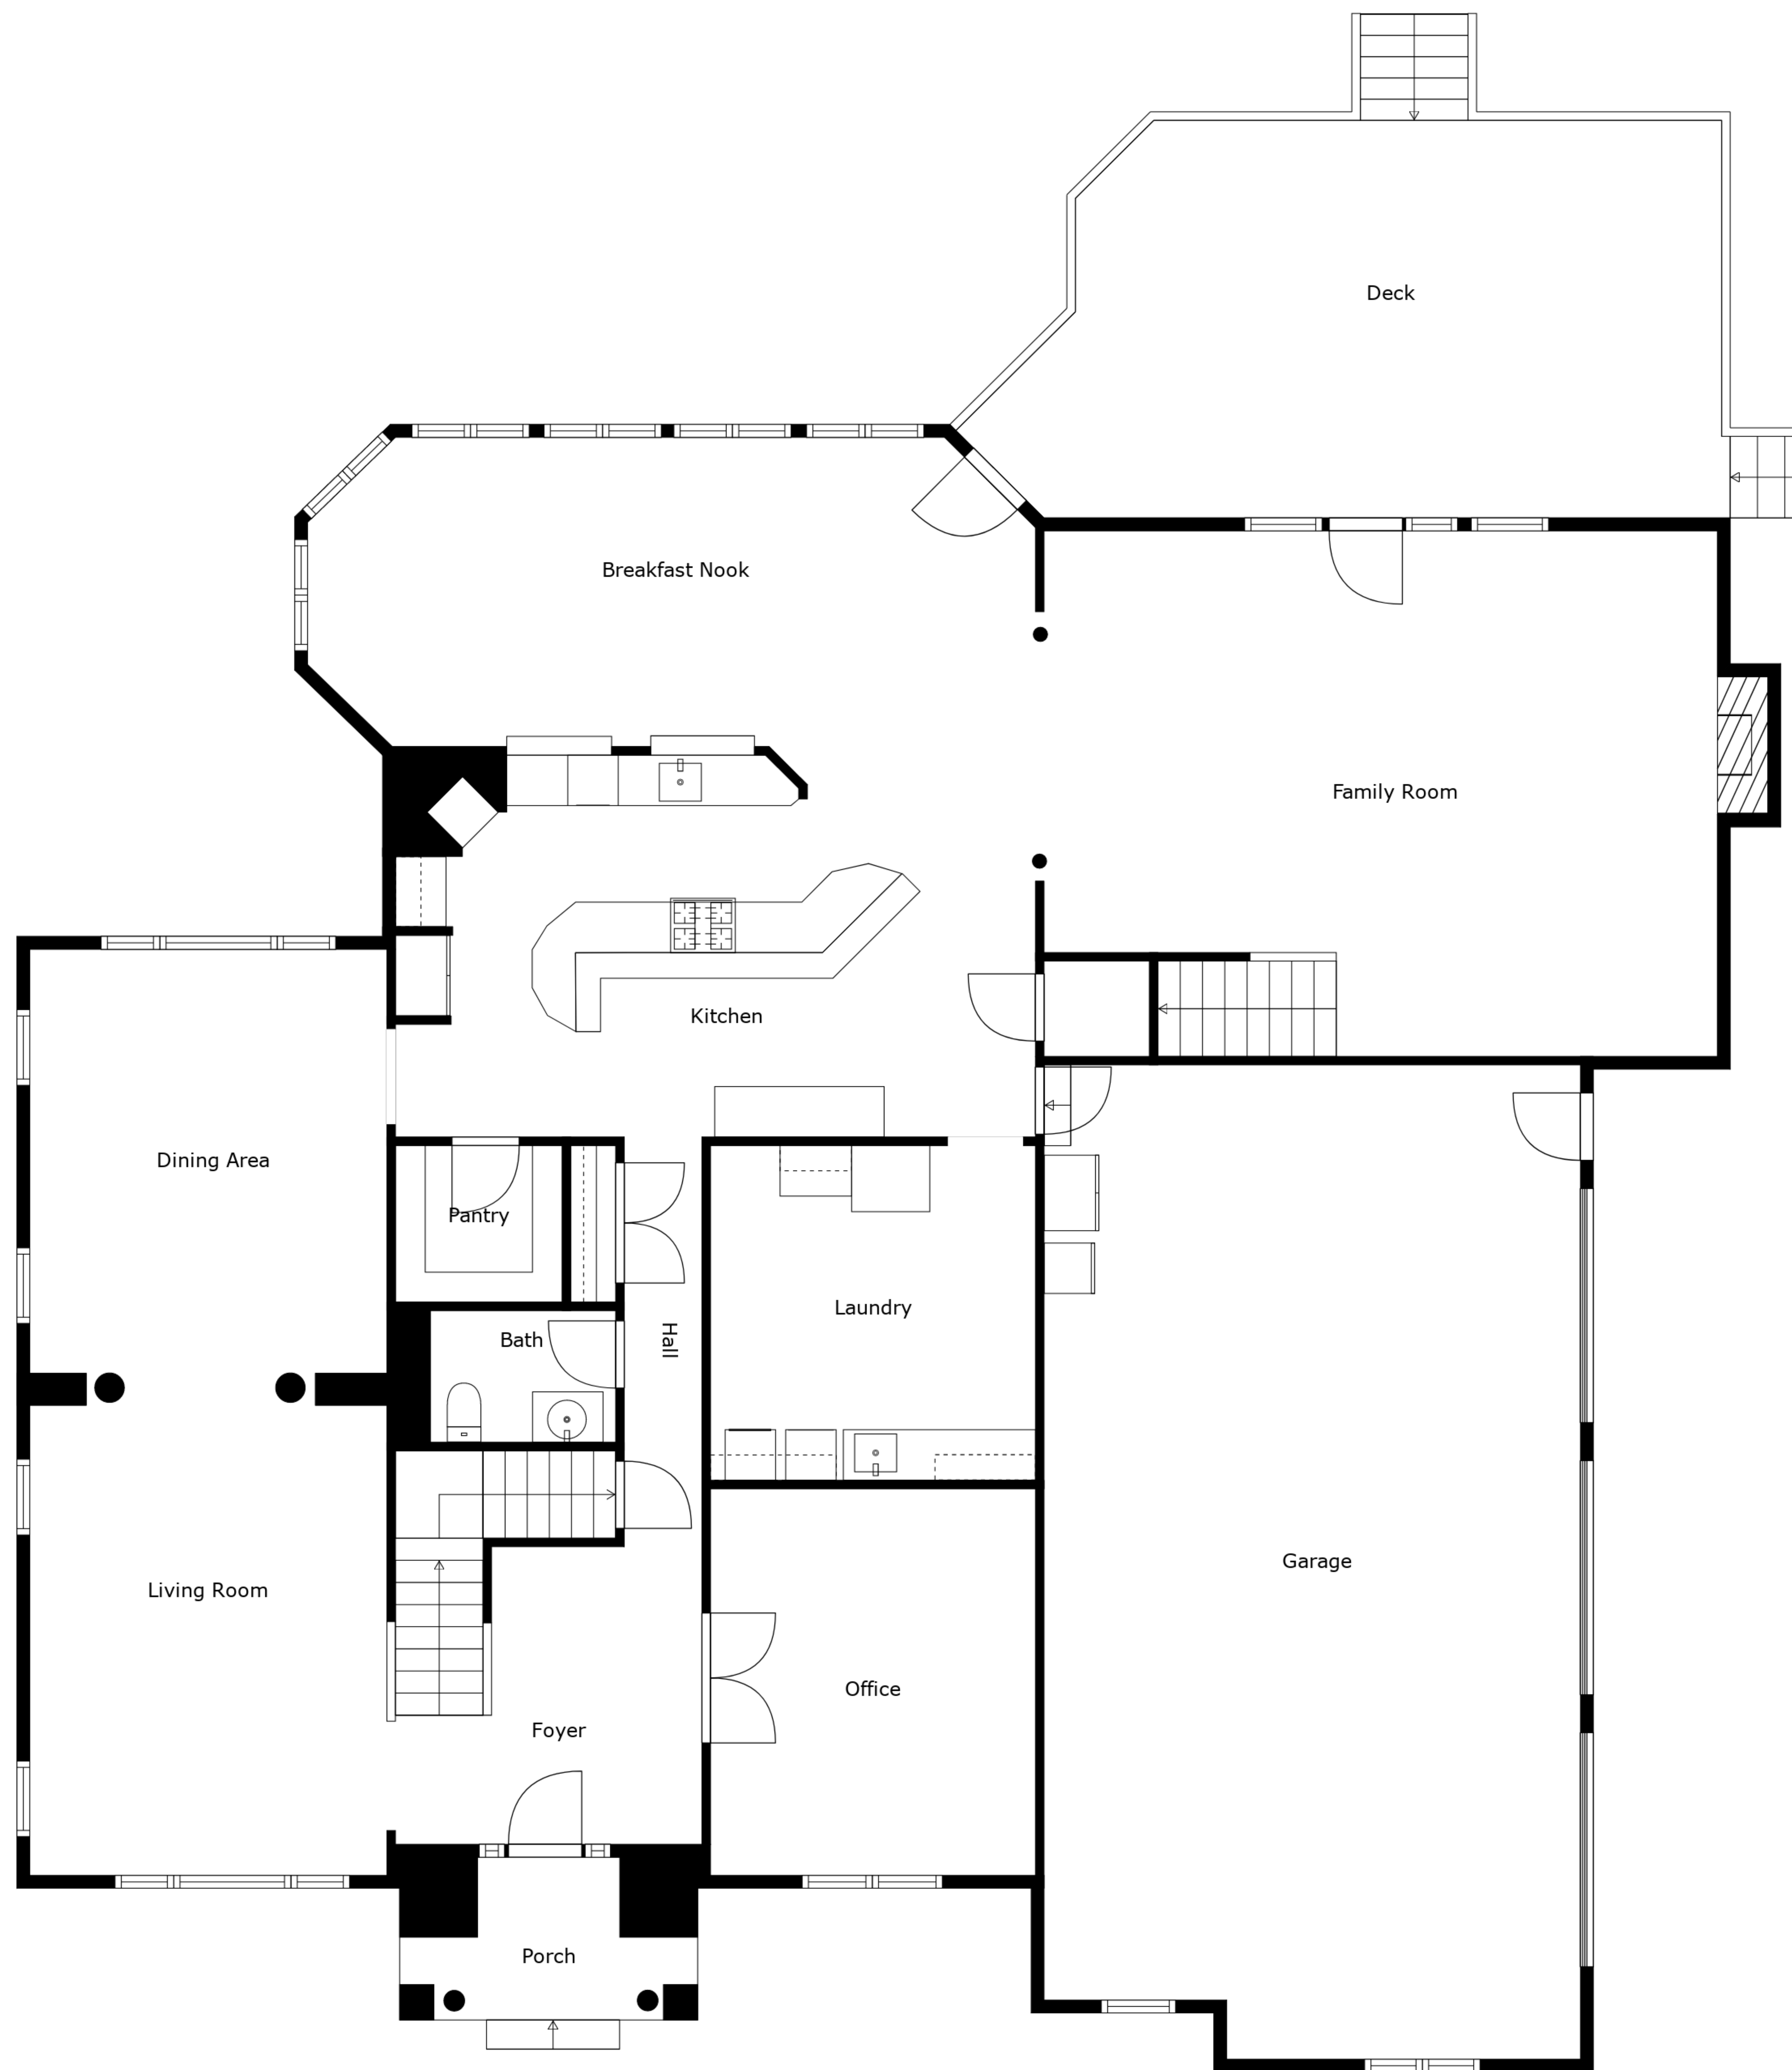 Deck
Breakfast Nook
Family Room
Kitchen
Dining Area
Pantry
Laundry
Bath
Hall
Garage
Living Room
Office
Foyer
Porch